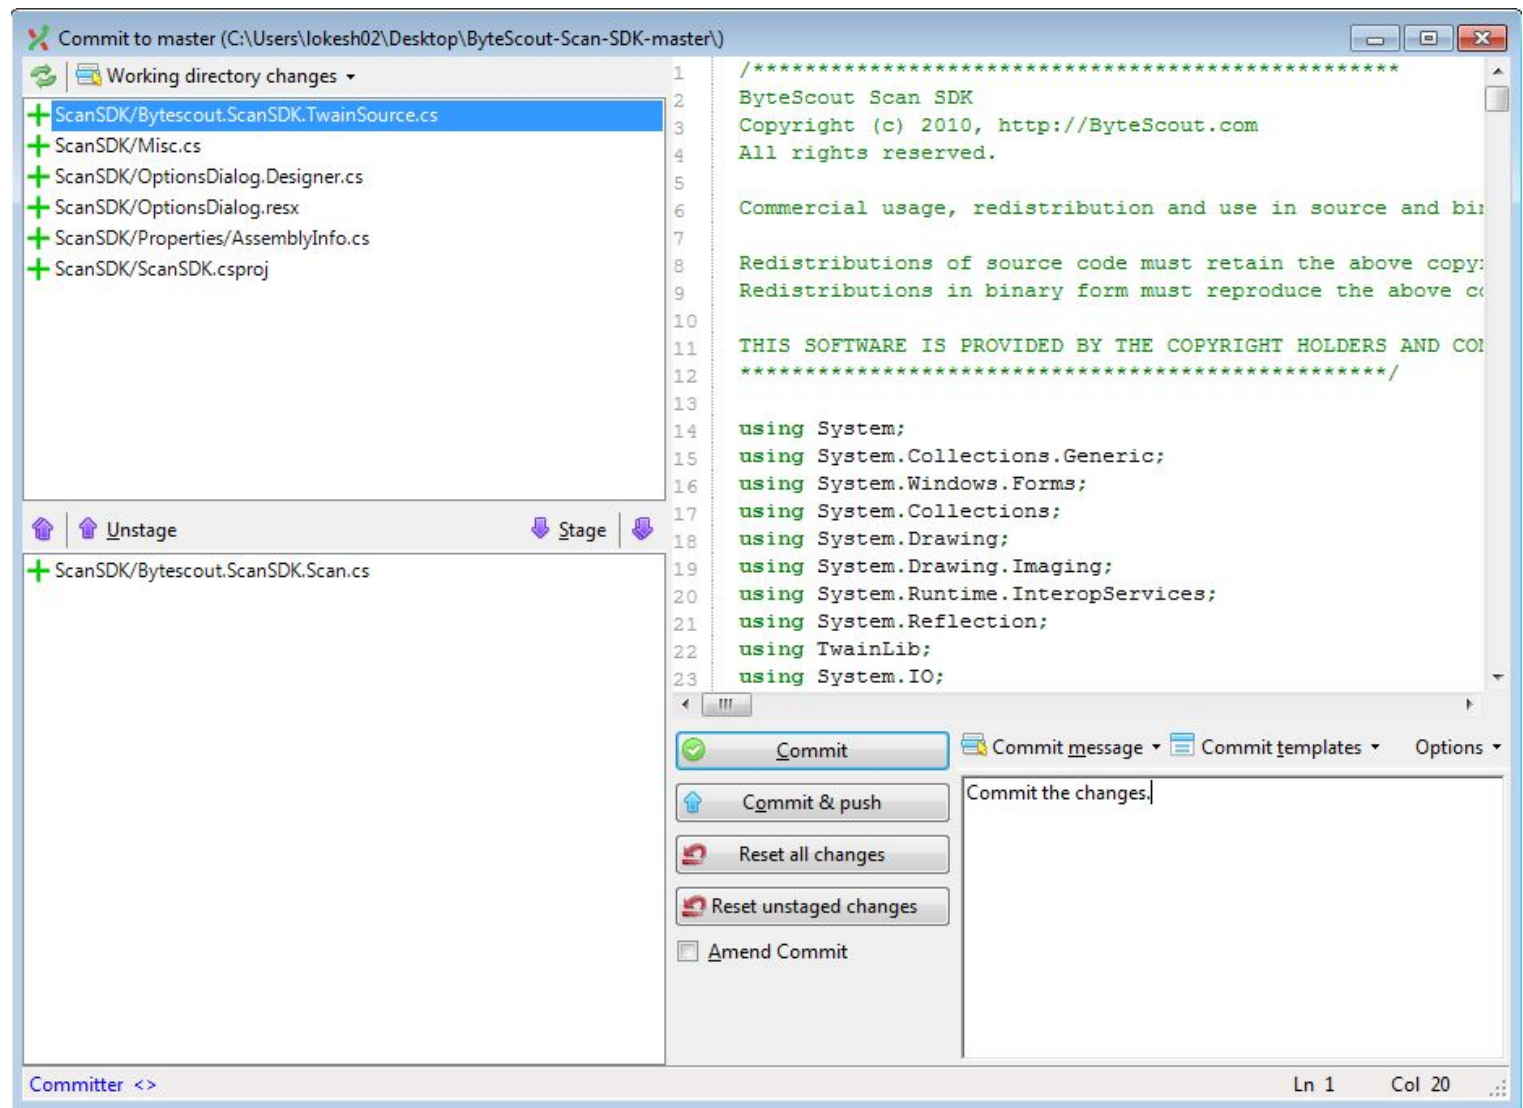 Commit to master (C:\Users\lokesh02\Desktop\ByteScout-Scan-SDK-master\)
Working directory changes
ScanSDK/Bytescout.ScanSDK.TwainSource.cs
ScanSDK/Misc.cs
ScanSDK/OptionsDialog.Designer.cs
ScanSDK/OptionsDialog.resx
ScanSDK/Properties/AssemblyInfo.cs
ScanSDK/ScanSDK.csproj
Unstage
Stage
ScanSDK/Bytescout.ScanSDK.Scan.cs
1 /**************************************************
2 ByteScout Scan SDK
3 Copyright (c) 2010, http://ByteScout.com
4 All rights reserved.
5
6 Commercial usage, redistribution and use in source and bin
7
8 Redistributions of source code must retain the above copy
9 Redistributions in binary form must reproduce the above co
10
11 THIS SOFTWARE IS PROVIDED BY THE COPYRIGHT HOLDERS AND CON
12 **************************************************/
13
14 using System;
15 using System.Collections.Generic;
16 using System.Windows.Forms;
17 using System.Collections;
18 using System.Drawing;
19 using System.Drawing.Imaging;
20 using System.Runtime.InteropServices;
21 using System.Reflection;
22 using TwainLib;
23 using System.IO;
Commit
Commit & push
Reset all changes
Reset unstaged changes
Amend Commit
Commit message
Commit templates
Options
Commit the changes.
Committer <>
Ln 1
Col 20